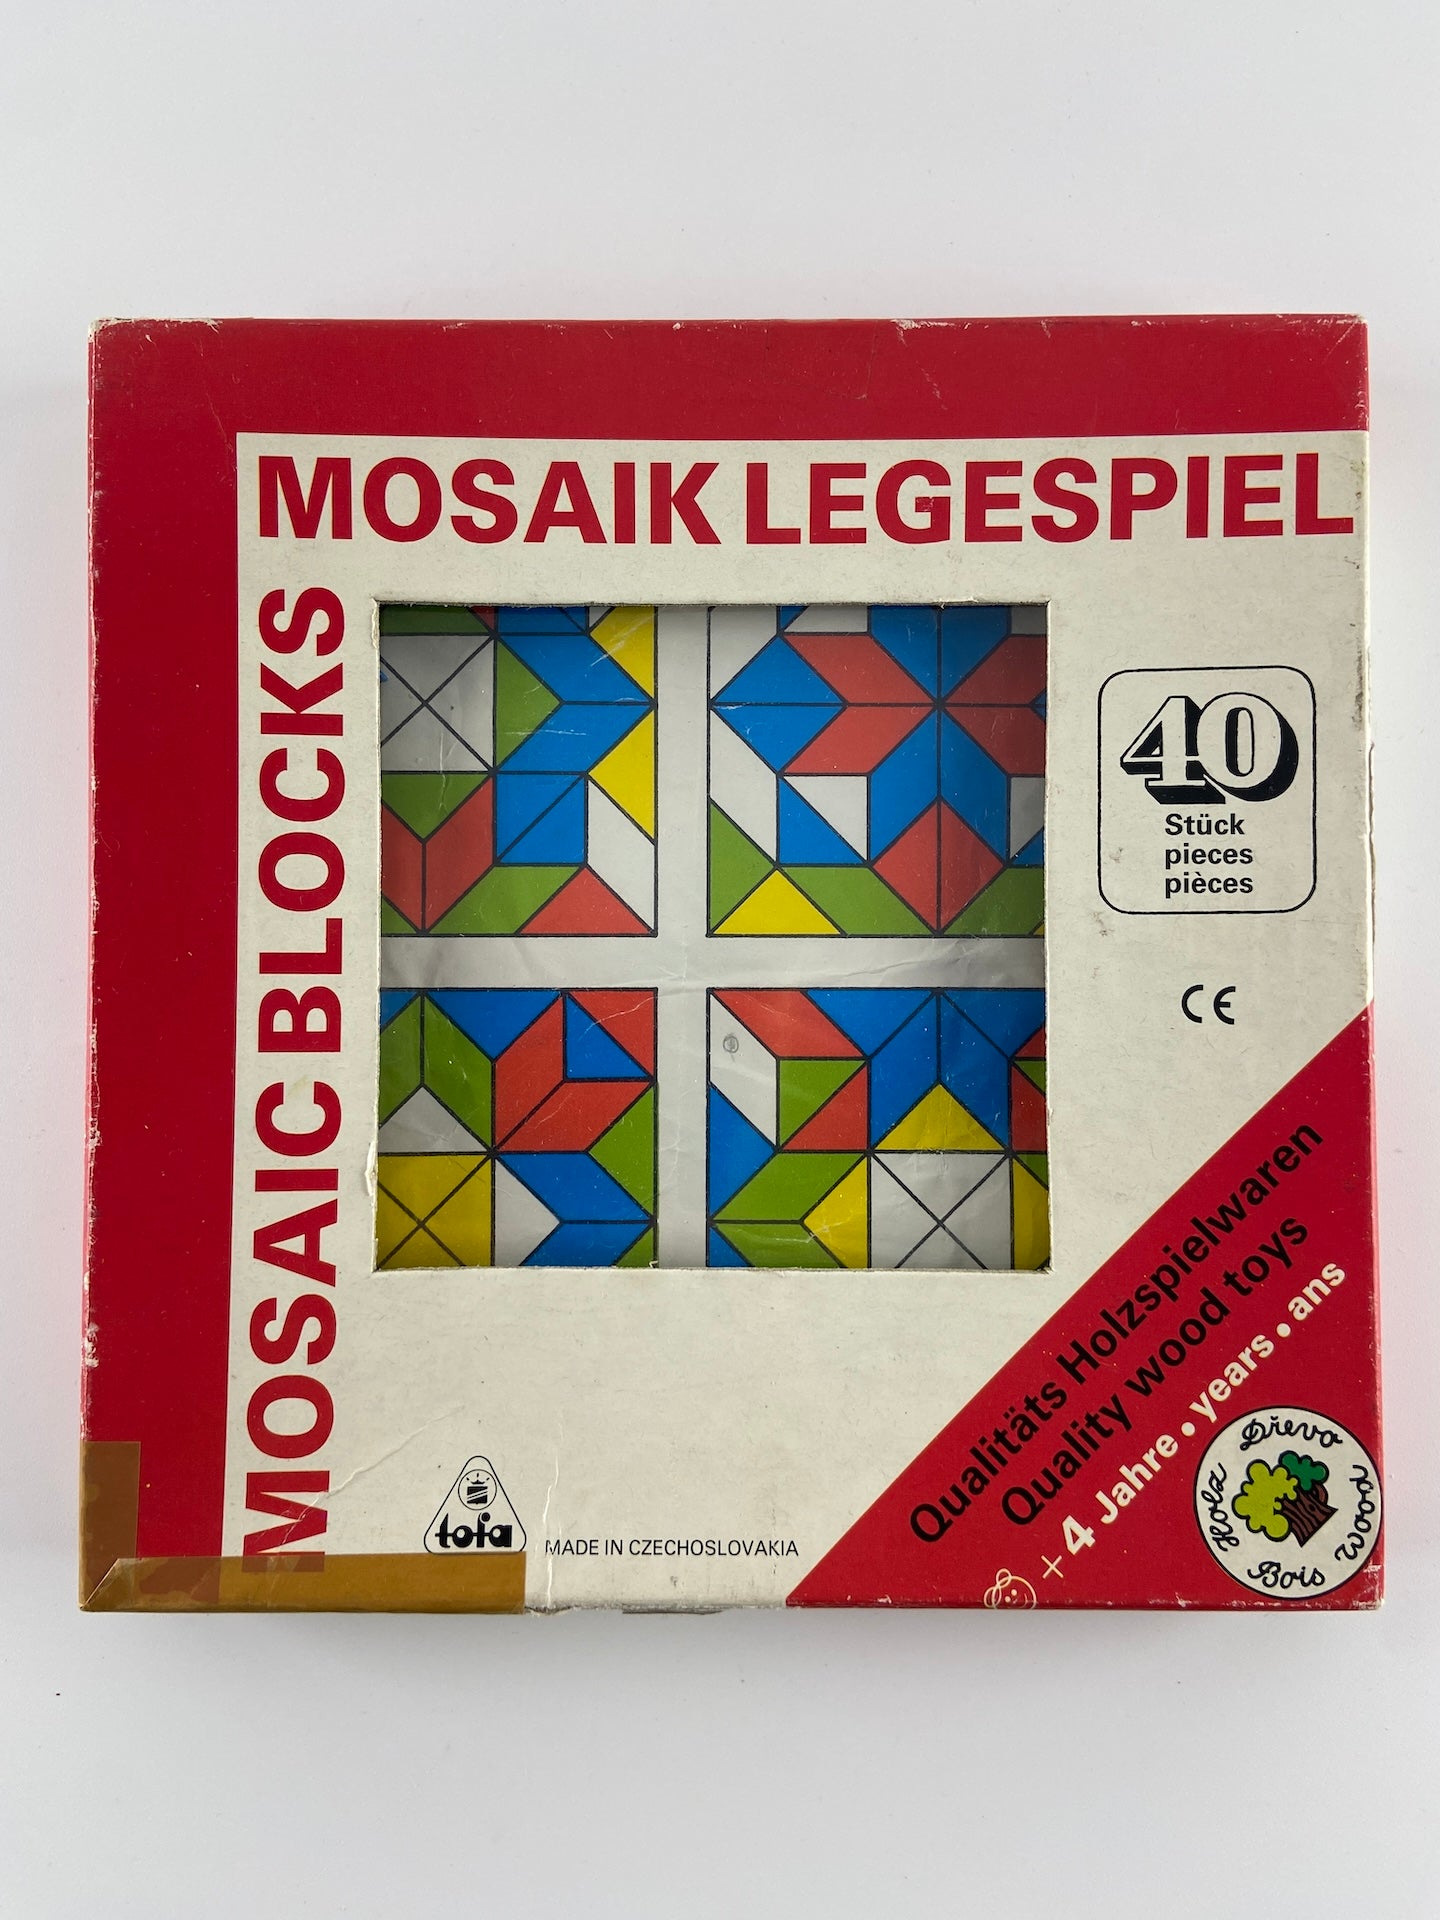 MOSAIK LEGESPIEL
MOSAIC BLOCKS
40
Stück
pieces
pièces
CE
Qualitäts Holzspielwaren
Quality wood toys
+4 Jahre • years • ans
Dřevo
Holz
Wood
Bois
tofa
MADE IN CZECHOSLOVAKIA